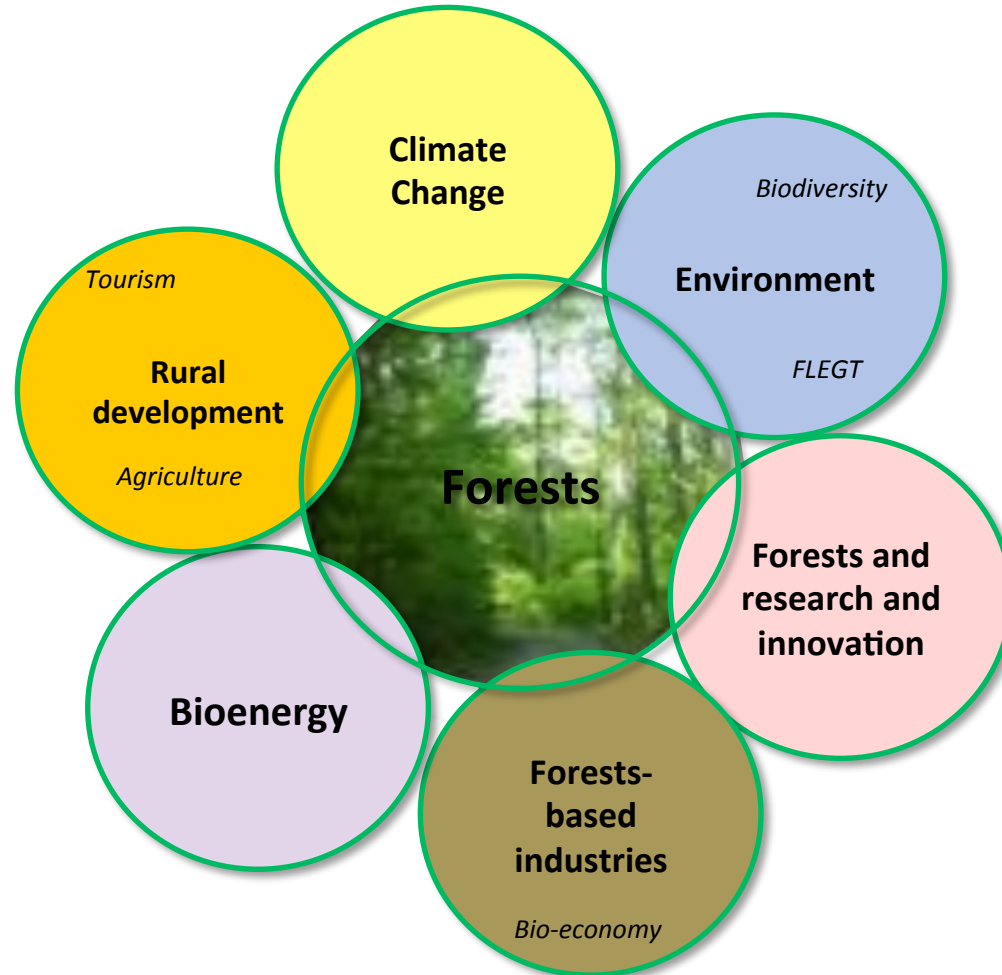 Climate
Change
Biodiversity
Environment
FLEGT
Tourism
Rural
development
Agriculture
Forests
Forests and
research and
innovation
Bioenergy
Forests-
based
industries
Bio-economy